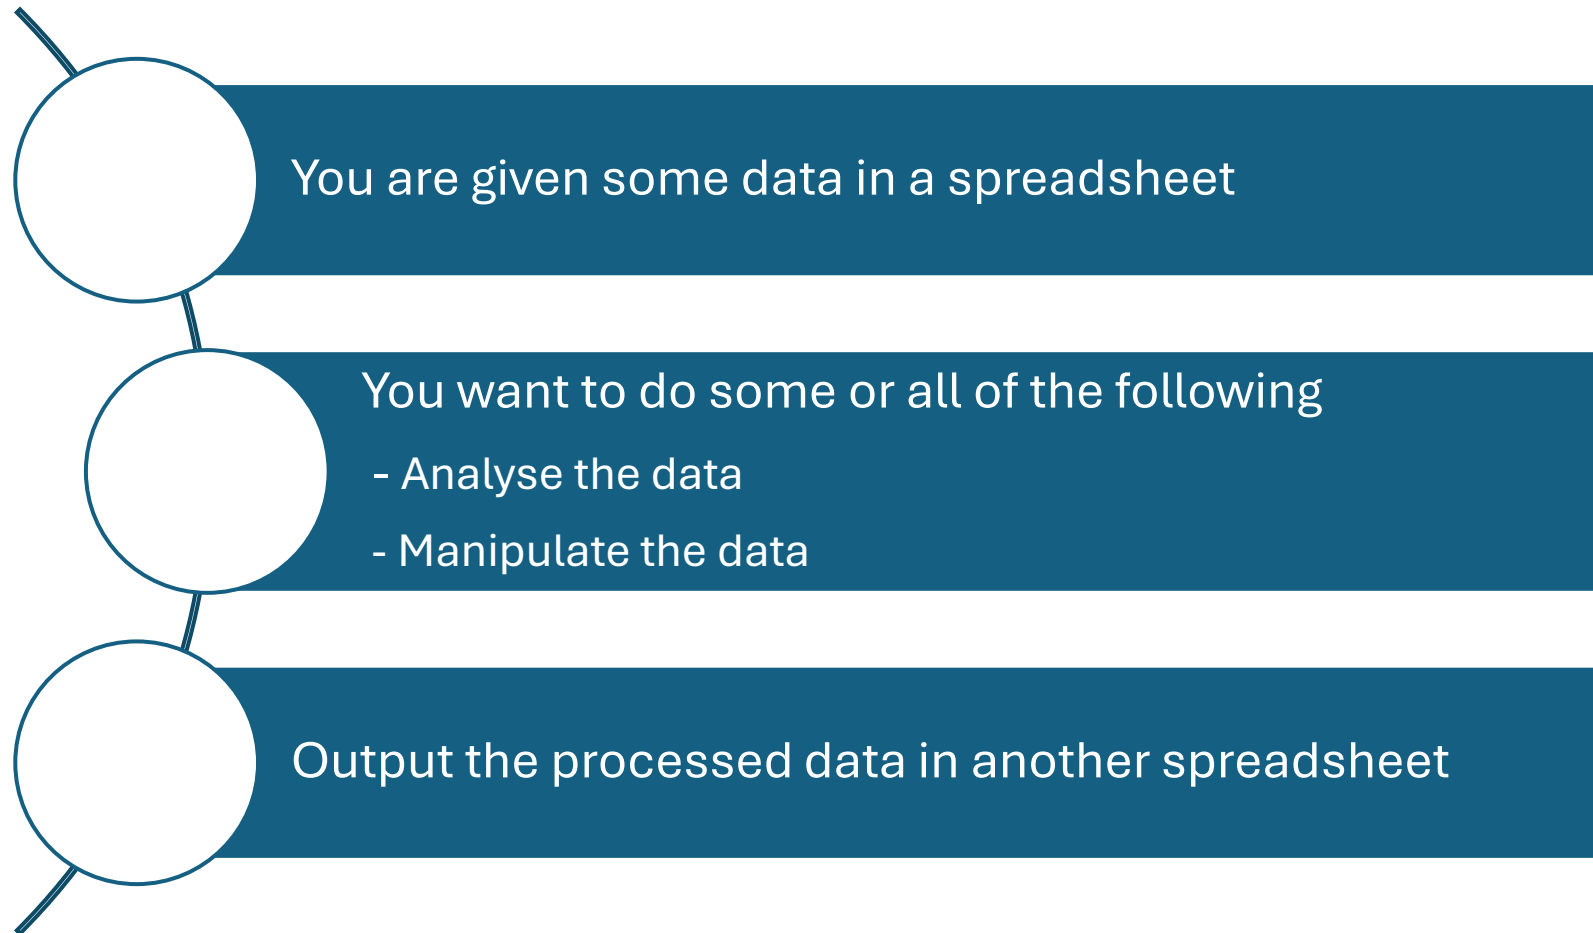 You are given some data in a spreadsheet
You want to do some or all of the following
- Analyse the data
- Manipulate the data
Output the processed data in another spreadsheet